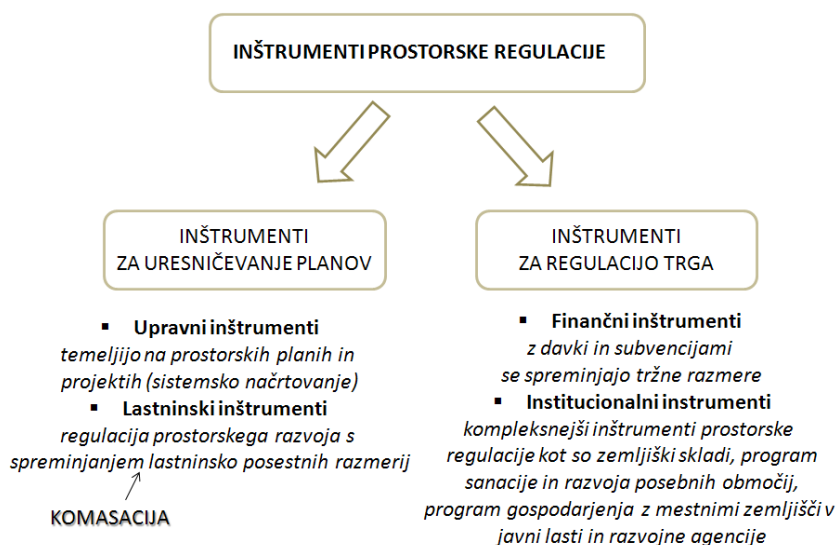 INŠTRUMENTI PROSTORSKE REGULACIJE
INŠTRUMENTI
ZA URESNIČEVANJE PLANOV
▪ Upravni inštrumenti
temeljijo na prostorskih planih in
projektih (sistemsko načrtovanje)
▪ Lastninski inštrumenti
regulacija prostorskega razvoja s
spreminjanjem lastninsko posestnih razmerij
KOMASACIJA
INŠTRUMENTI
ZA REGULACIJO TRGA
▪ Finančni inštrumenti
z davki in subvencijami
se spreminjajo tržne razmere
▪ Institucionalni instrumenti
kompleksnejši inštrumenti prostorske
regulacije kot so zemljiški skladi, program
sanacije in razvoja posebnih območij,
program gospodarjenja z mestnimi zemljišči v
javni lasti in razvojne agencije